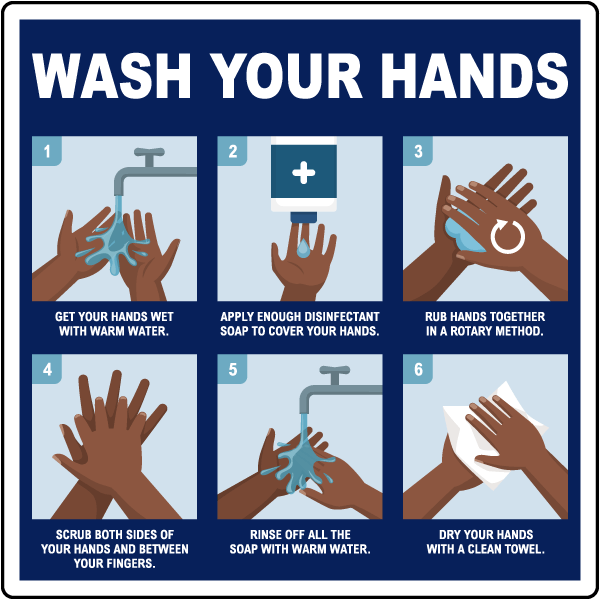 WASH YOUR HANDS
1
GET YOUR HANDS WET
WITH WARM WATER.
2
APPLY ENOUGH DISINFECTANT
SOAP TO COVER YOUR HANDS.
3
RUB HANDS TOGETHER
IN A ROTARY METHOD.
4
SCRUB BOTH SIDES OF
YOUR HANDS AND BETWEEN
YOUR FINGERS.
5
RINSE OFF ALL THE
SOAP WITH WARM WATER.
6
DRY YOUR HANDS
WITH A CLEAN TOWEL.